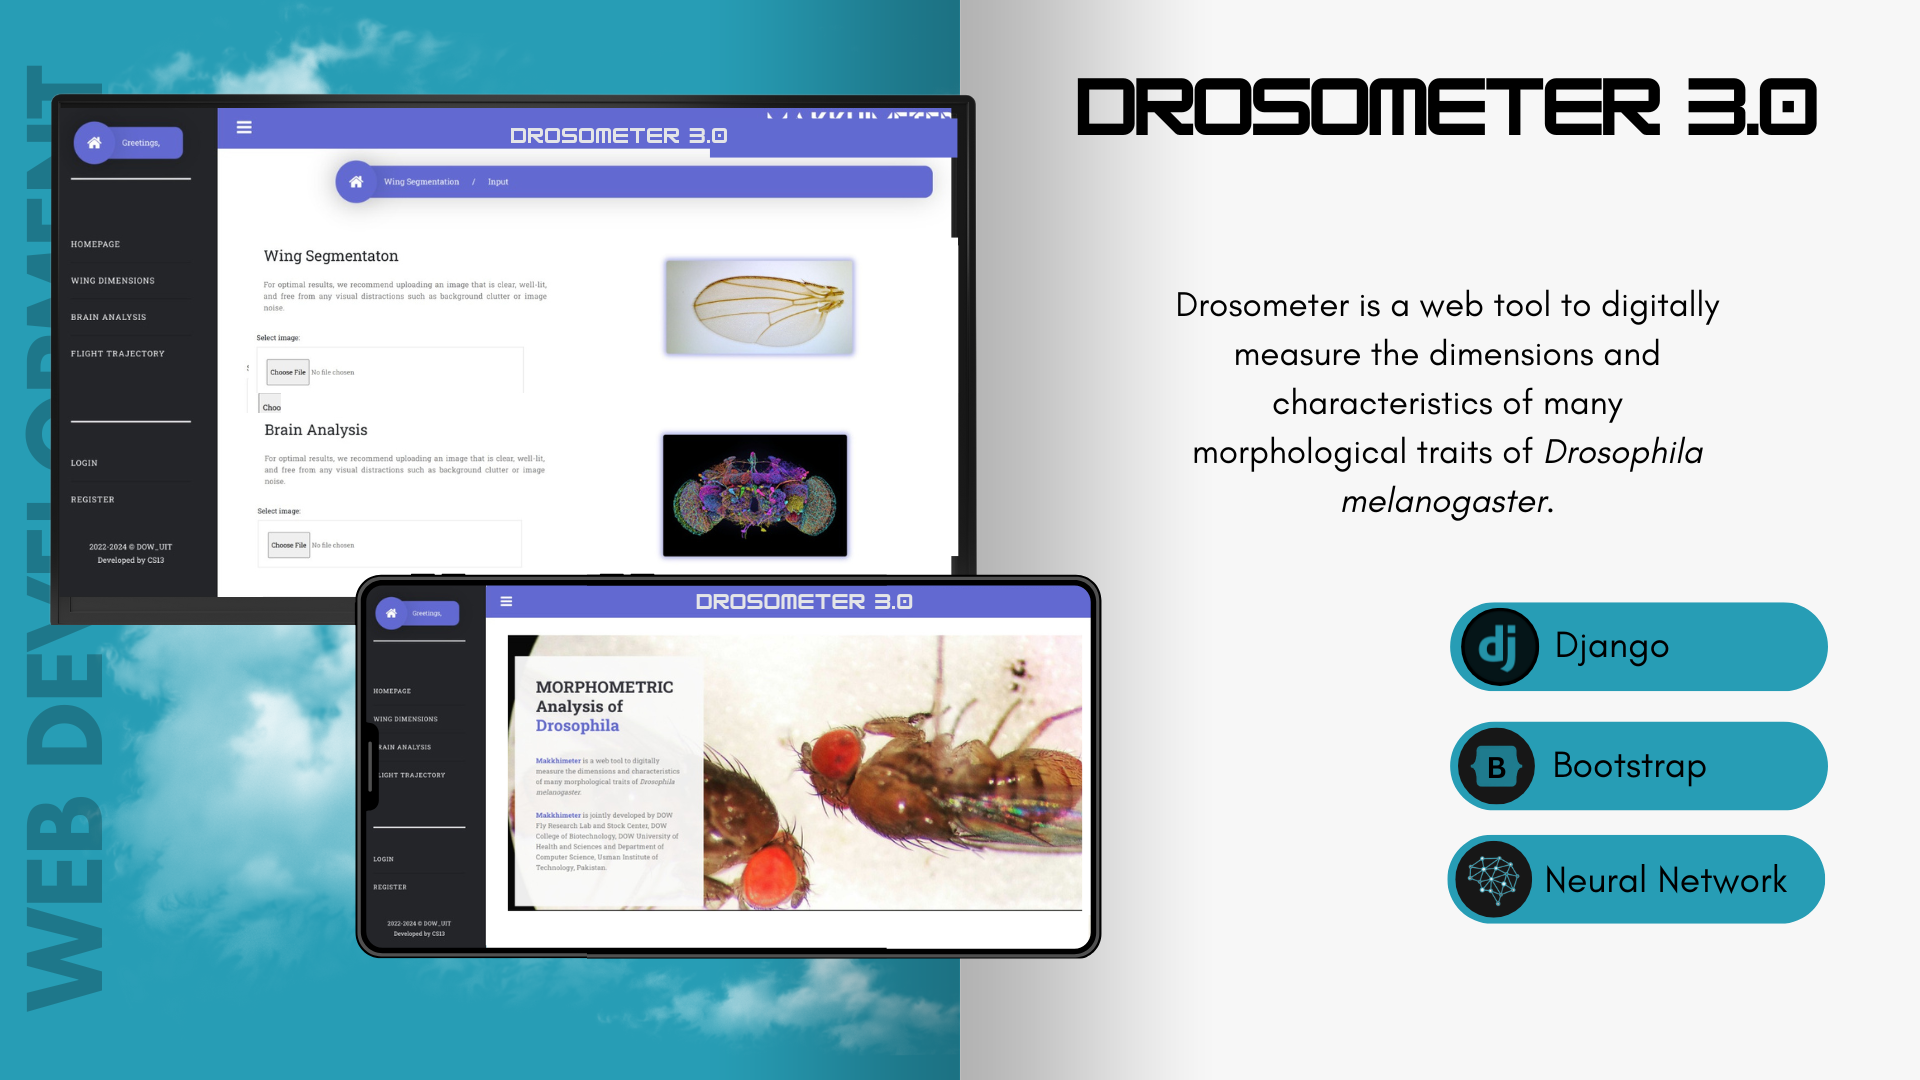 WEB DEVELOPMENT
Greetings,
HOMEPAGE
WING DIMENSIONS
BRAIN ANALYSIS
FLIGHT TRAJECTORY
LOGIN
REGISTER
2022-2024 © DOW_UIT
Developed by CS13
DROSOMETER 3.0
Wing Segmentation / Input
Wing Segmentaton
For optimal results, we recommend uploading an image that is clear, well-lit,
and free from any visual distractions such as background clutter or image
noise.
Select image:
Choose File No file chosen
Choo
Brain Analysis
For optimal results, we recommend uploading an image that is clear, well-lit,
and free from any visual distractions such as background clutter or image
noise.
Select image:
Choose File No file chosen
Greetings,
HOMEPAGE
WING DIMENSIONS
RAIN ANALYSIS
LIGHT TRAJECTORY
LOGIN
REGISTER
2022-2024 © DOW_UIT
Developed by CS13
DROSOMETER 3.0
MORPHOMETRIC
Analysis of
Drosophila
Makkhimeter is a web tool to digitally
measure the dimensions and characteristics
of many morphological traits of Drosophila
melanogaster.
Makkhimeter is jointly developed by DOW
Fly Research Lab and Stock Center, DOW
College of Biotechnology, DOW University of
Health and Sciences and Department of
Computer Science, Usman Institute of
Technology, Pakistan.
DROSOMETER 3.0
Drosometer is a web tool to digitally
measure the dimensions and
characteristics of many
morphological traits of Drosophila
melanogaster.
dj Django
B Bootstrap
Neural Network